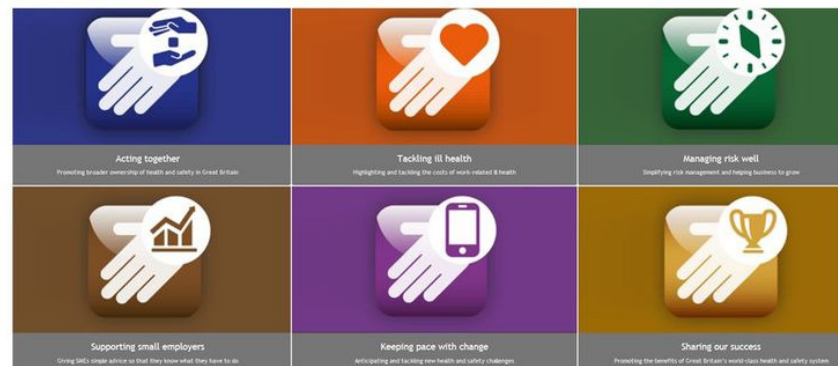 Acting together
Promoting broader ownership of health and safety in Great Britain
Tackling ill health
Highlighting and tackling the costs of work-related ill health
Managing risk well
Simplifying risk management and helping business to grow
Supporting small employers
Giving SMEs simple advice so that they know what they have to do
Keeping pace with change
Anticipating and tackling new health and safety challenges
Sharing our success
Promoting the benefits of Great Britain's world-class health and safety system